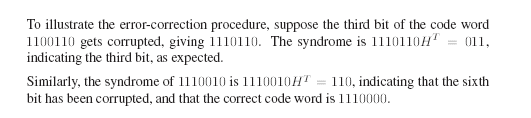 To illustrate the error-correction procedure, suppose the third bit of the code word
1100110 gets corrupted, giving 1110110. The syndrome is 1110110Hᵀ = 011,
indicating the third bit, as expected.
Similarly, the syndrome of 1110010 is 1110010Hᵀ = 110, indicating that the sixth
bit has been corrupted, and that the correct code word is 1110000.